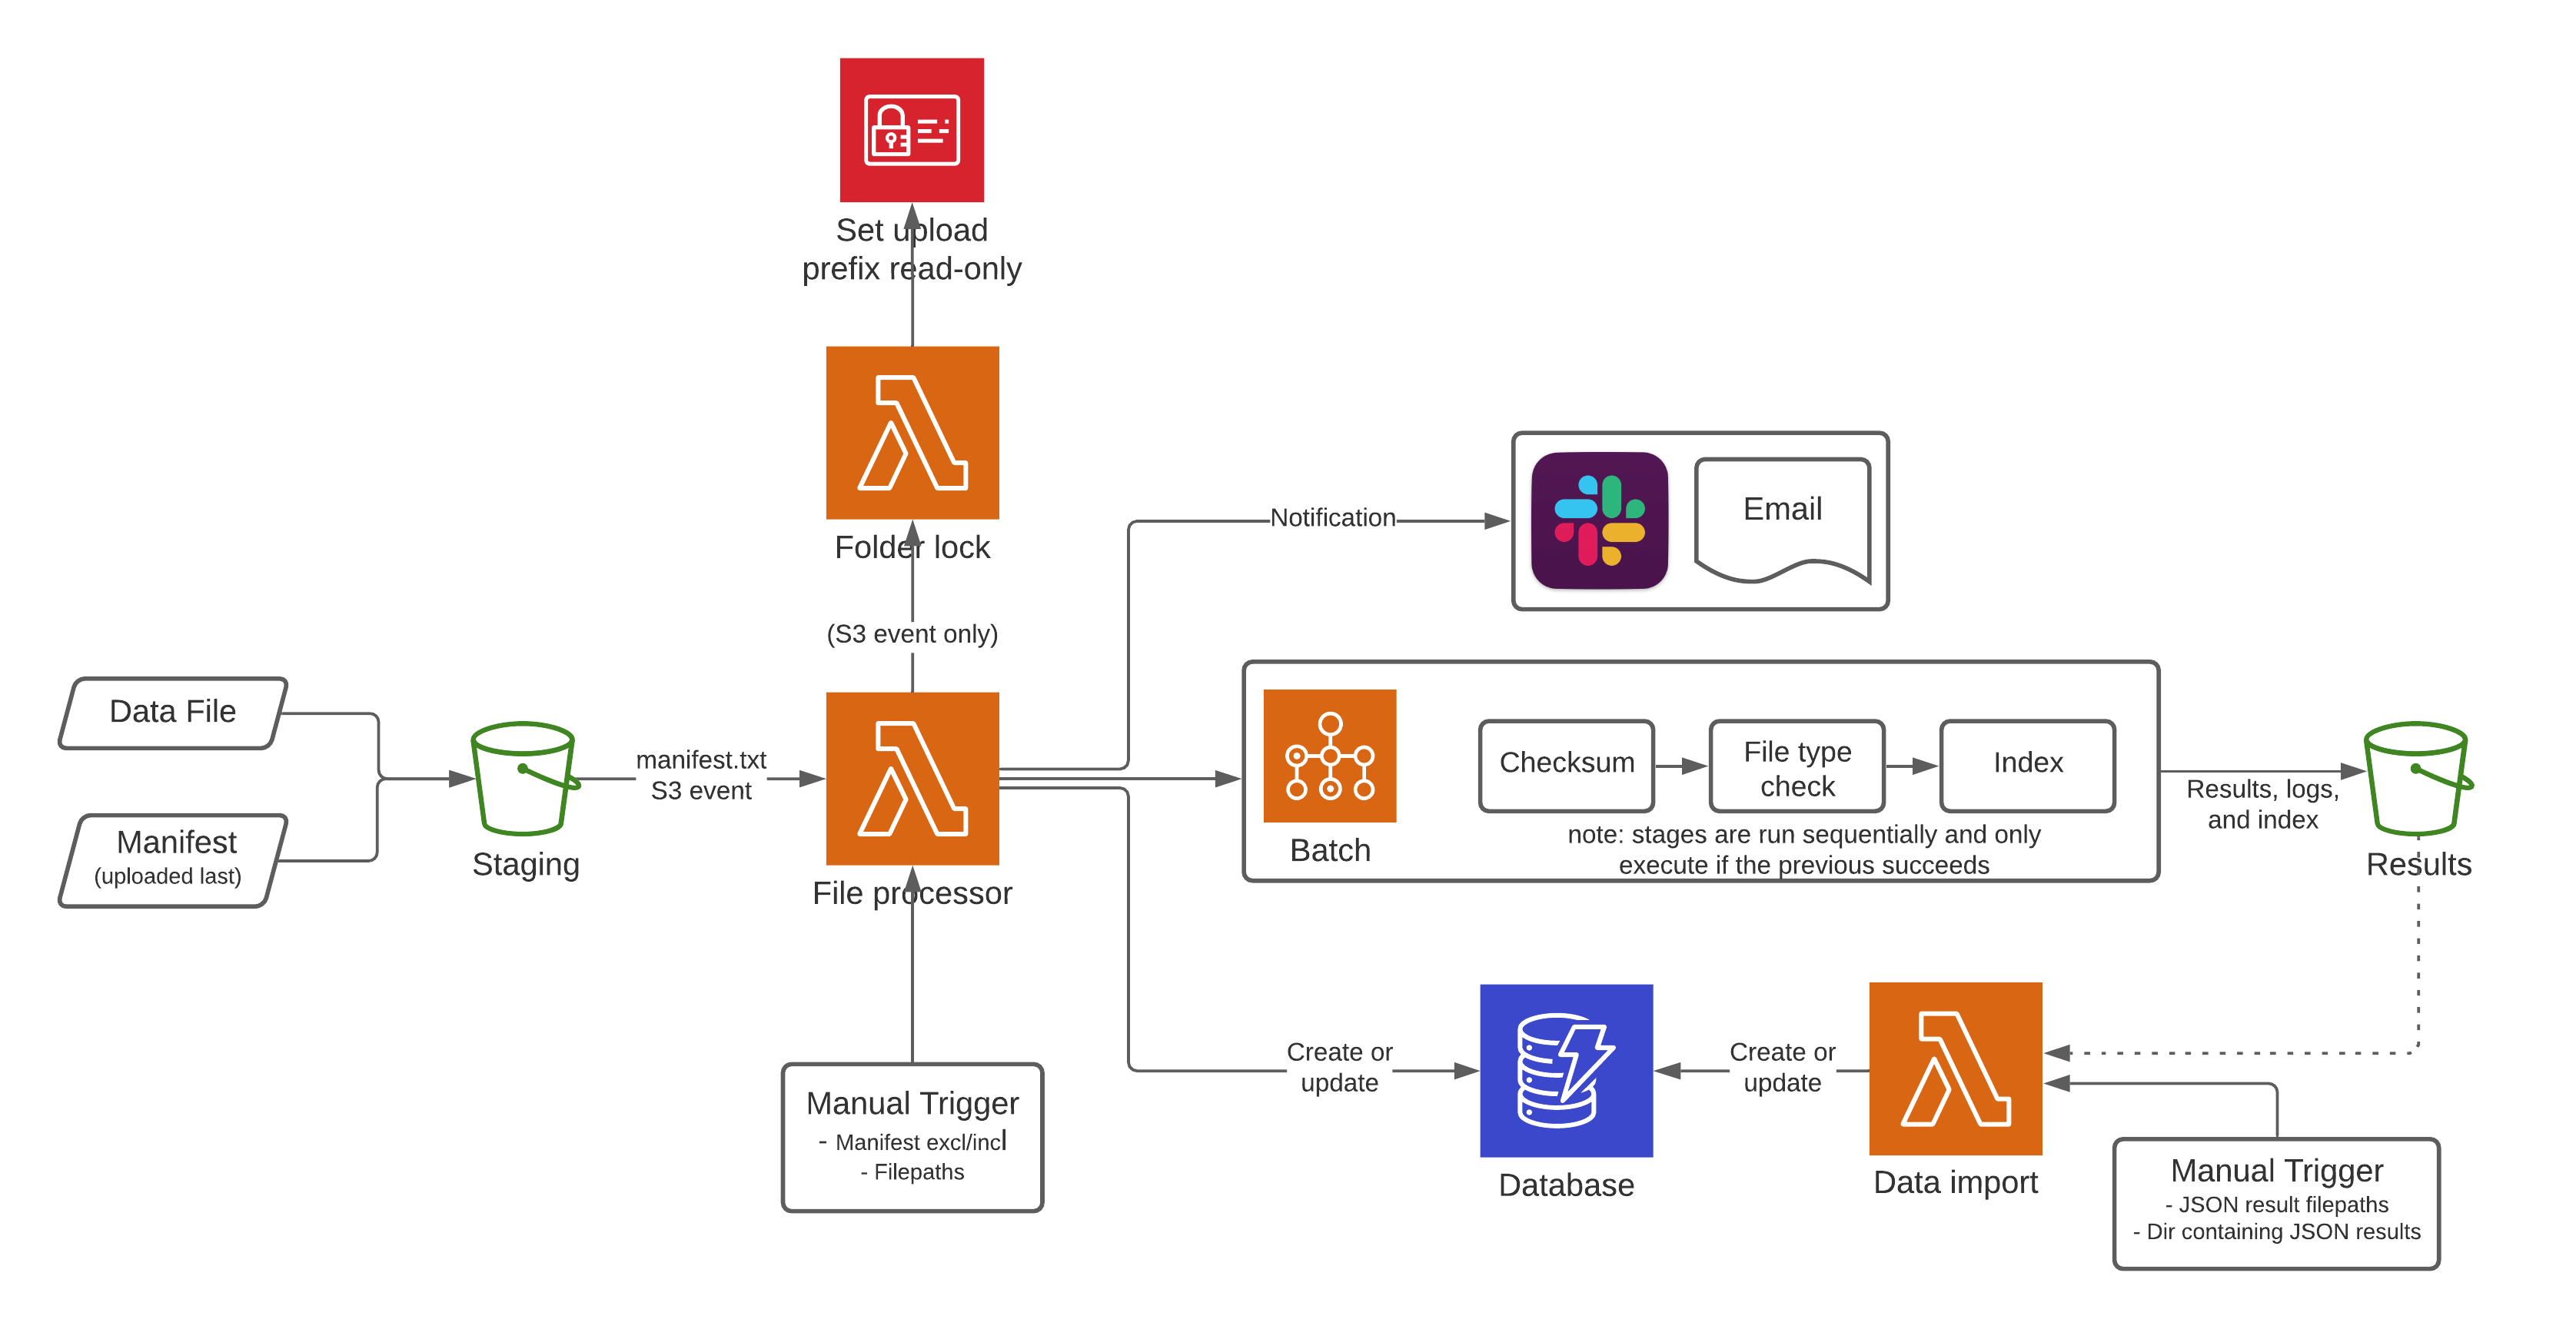 Set upload
prefix read-only
Folder lock
(S3 event only)
Notification
Email
Data File
Manifest
(uploaded last)
Staging
manifest.txt
S3 event
File processor
Batch
Checksum
File type
check
Index
note: stages are run sequentially and only
execute if the previous succeeds
Results, logs,
and index
Results
Manual Trigger
- Manifest excl/incl
- Filepaths
Create or
update
Database
Create or
update
Data import
Manual Trigger
- JSON result filepaths
- Dir containing JSON results